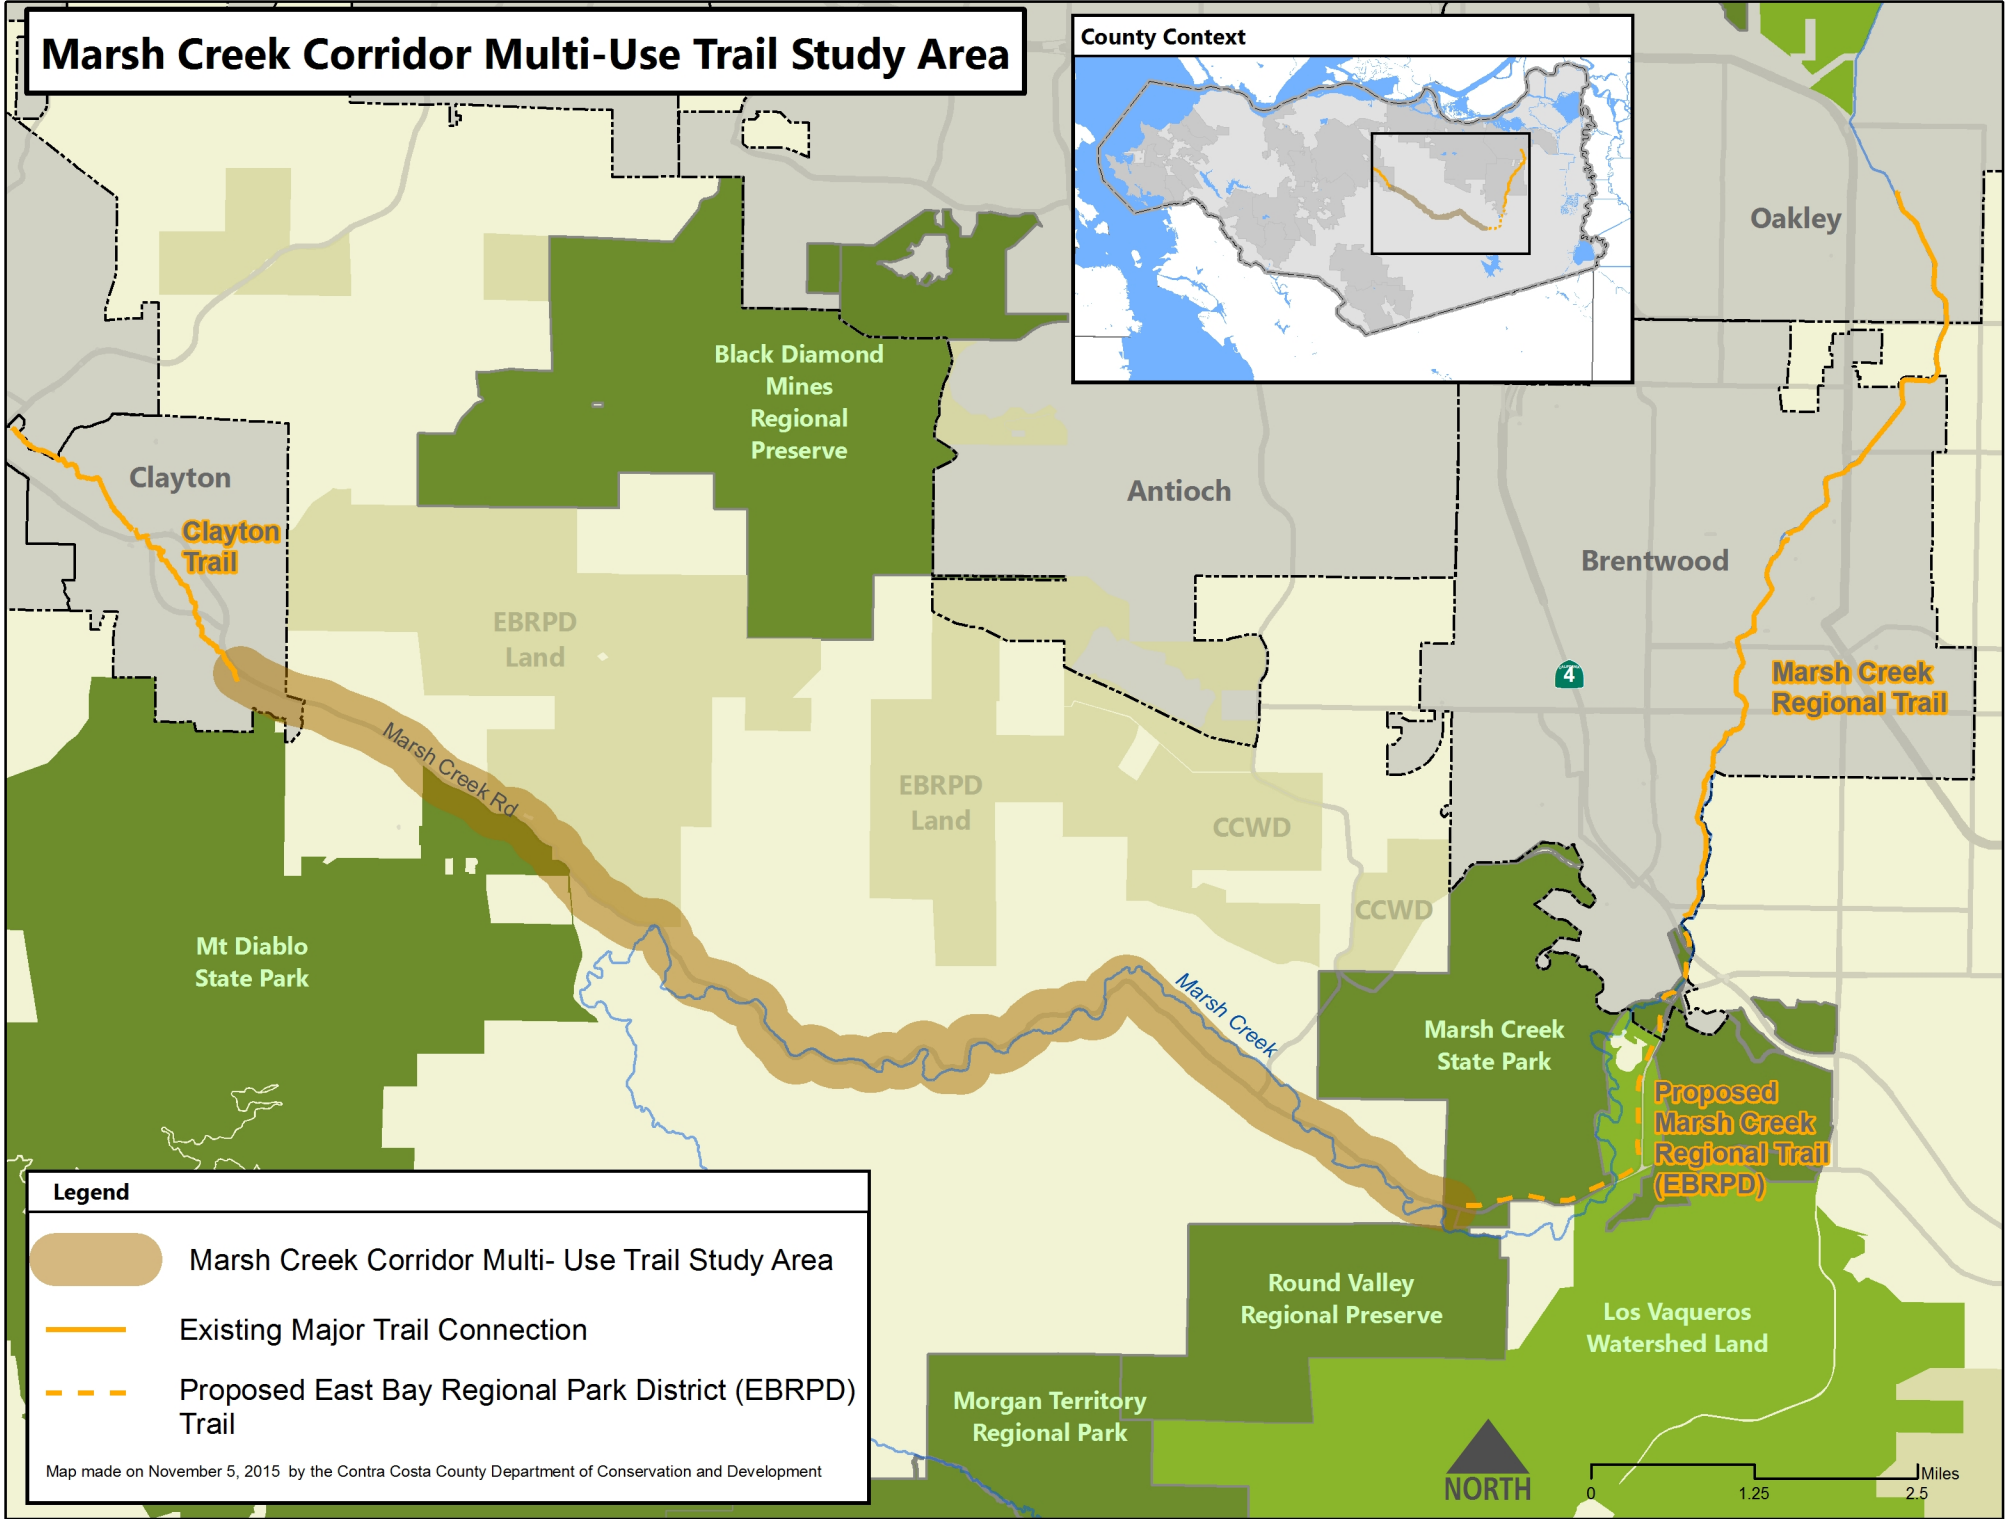 Marsh Creek Corridor Multi-Use Trail Study Area
County Context
Oakley
Black Diamond
Mines
Regional
Preserve
Clayton
Clayton
Trail
Antioch
Brentwood
EBRPD
Land
CALIFORNIA
4
Marsh Creek
Regional Trail
Marsh Creek Rd
EBRPD
Land
CCWD
CCWD
Mt Diablo
State Park
Marsh Creek
Marsh Creek
State Park
Proposed
Marsh Creek
Regional Trail
(EBRPD)
Round Valley
Regional Preserve
Los Vaqueros
Watershed Land
Morgan Territory
Regional Park
Legend
Marsh Creek Corridor Multi- Use Trail Study Area
Existing Major Trail Connection
Proposed East Bay Regional Park District (EBRPD)
Trail
Map made on November 5, 2015 by the Contra Costa County Department of Conservation and Development
NORTH
Miles
0 1.25 2.5